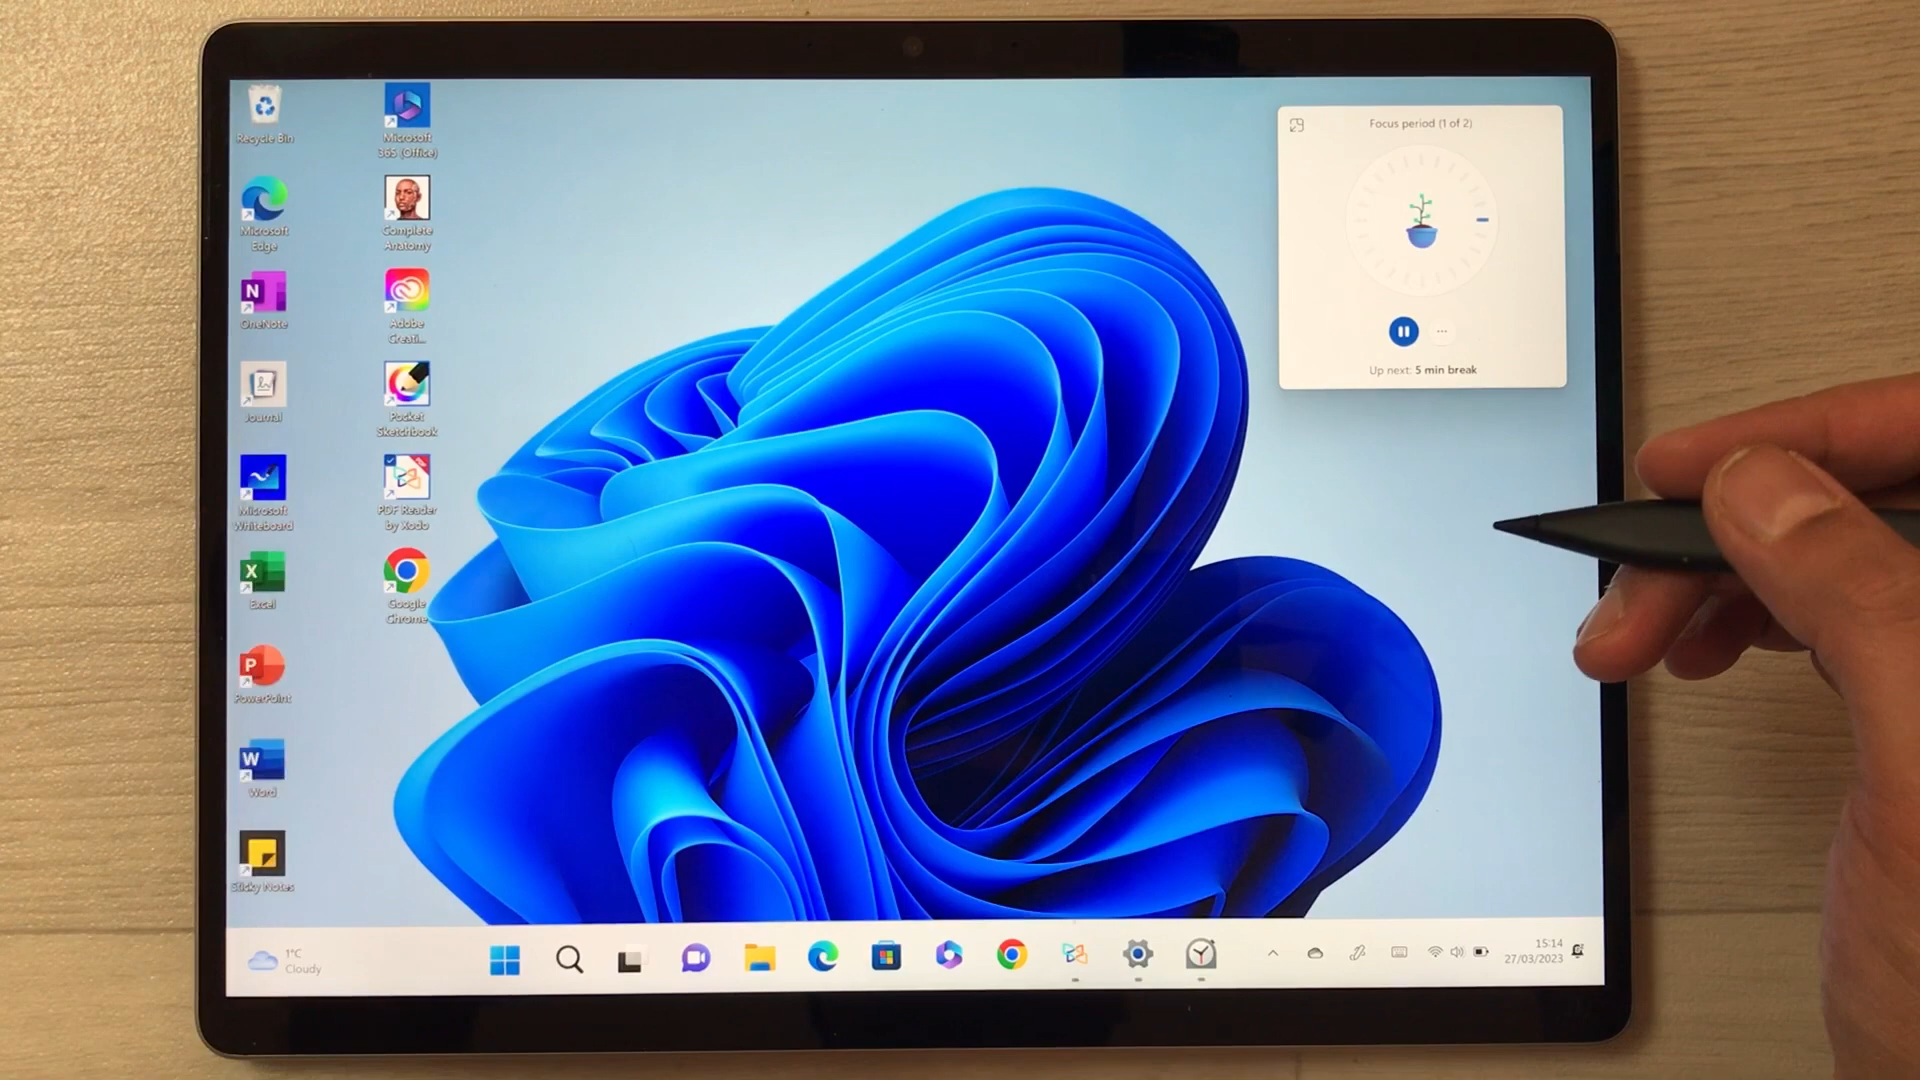 Recycle Bin
Microsoft
Edge
OneNote
Journal
Microsoft
Whiteboard
Excel
PowerPoint
Word
Sticky Notes
Microsoft
365 (Office)
Complete
Anatomy
Adobe
Creati...
Pocket
Sketchbook
PDF Reader
by Xodo
Google
Chrome
Focus period (1 of 2)
Up next: 5 min break
1°C
Cloudy
15:14
27/03/2023